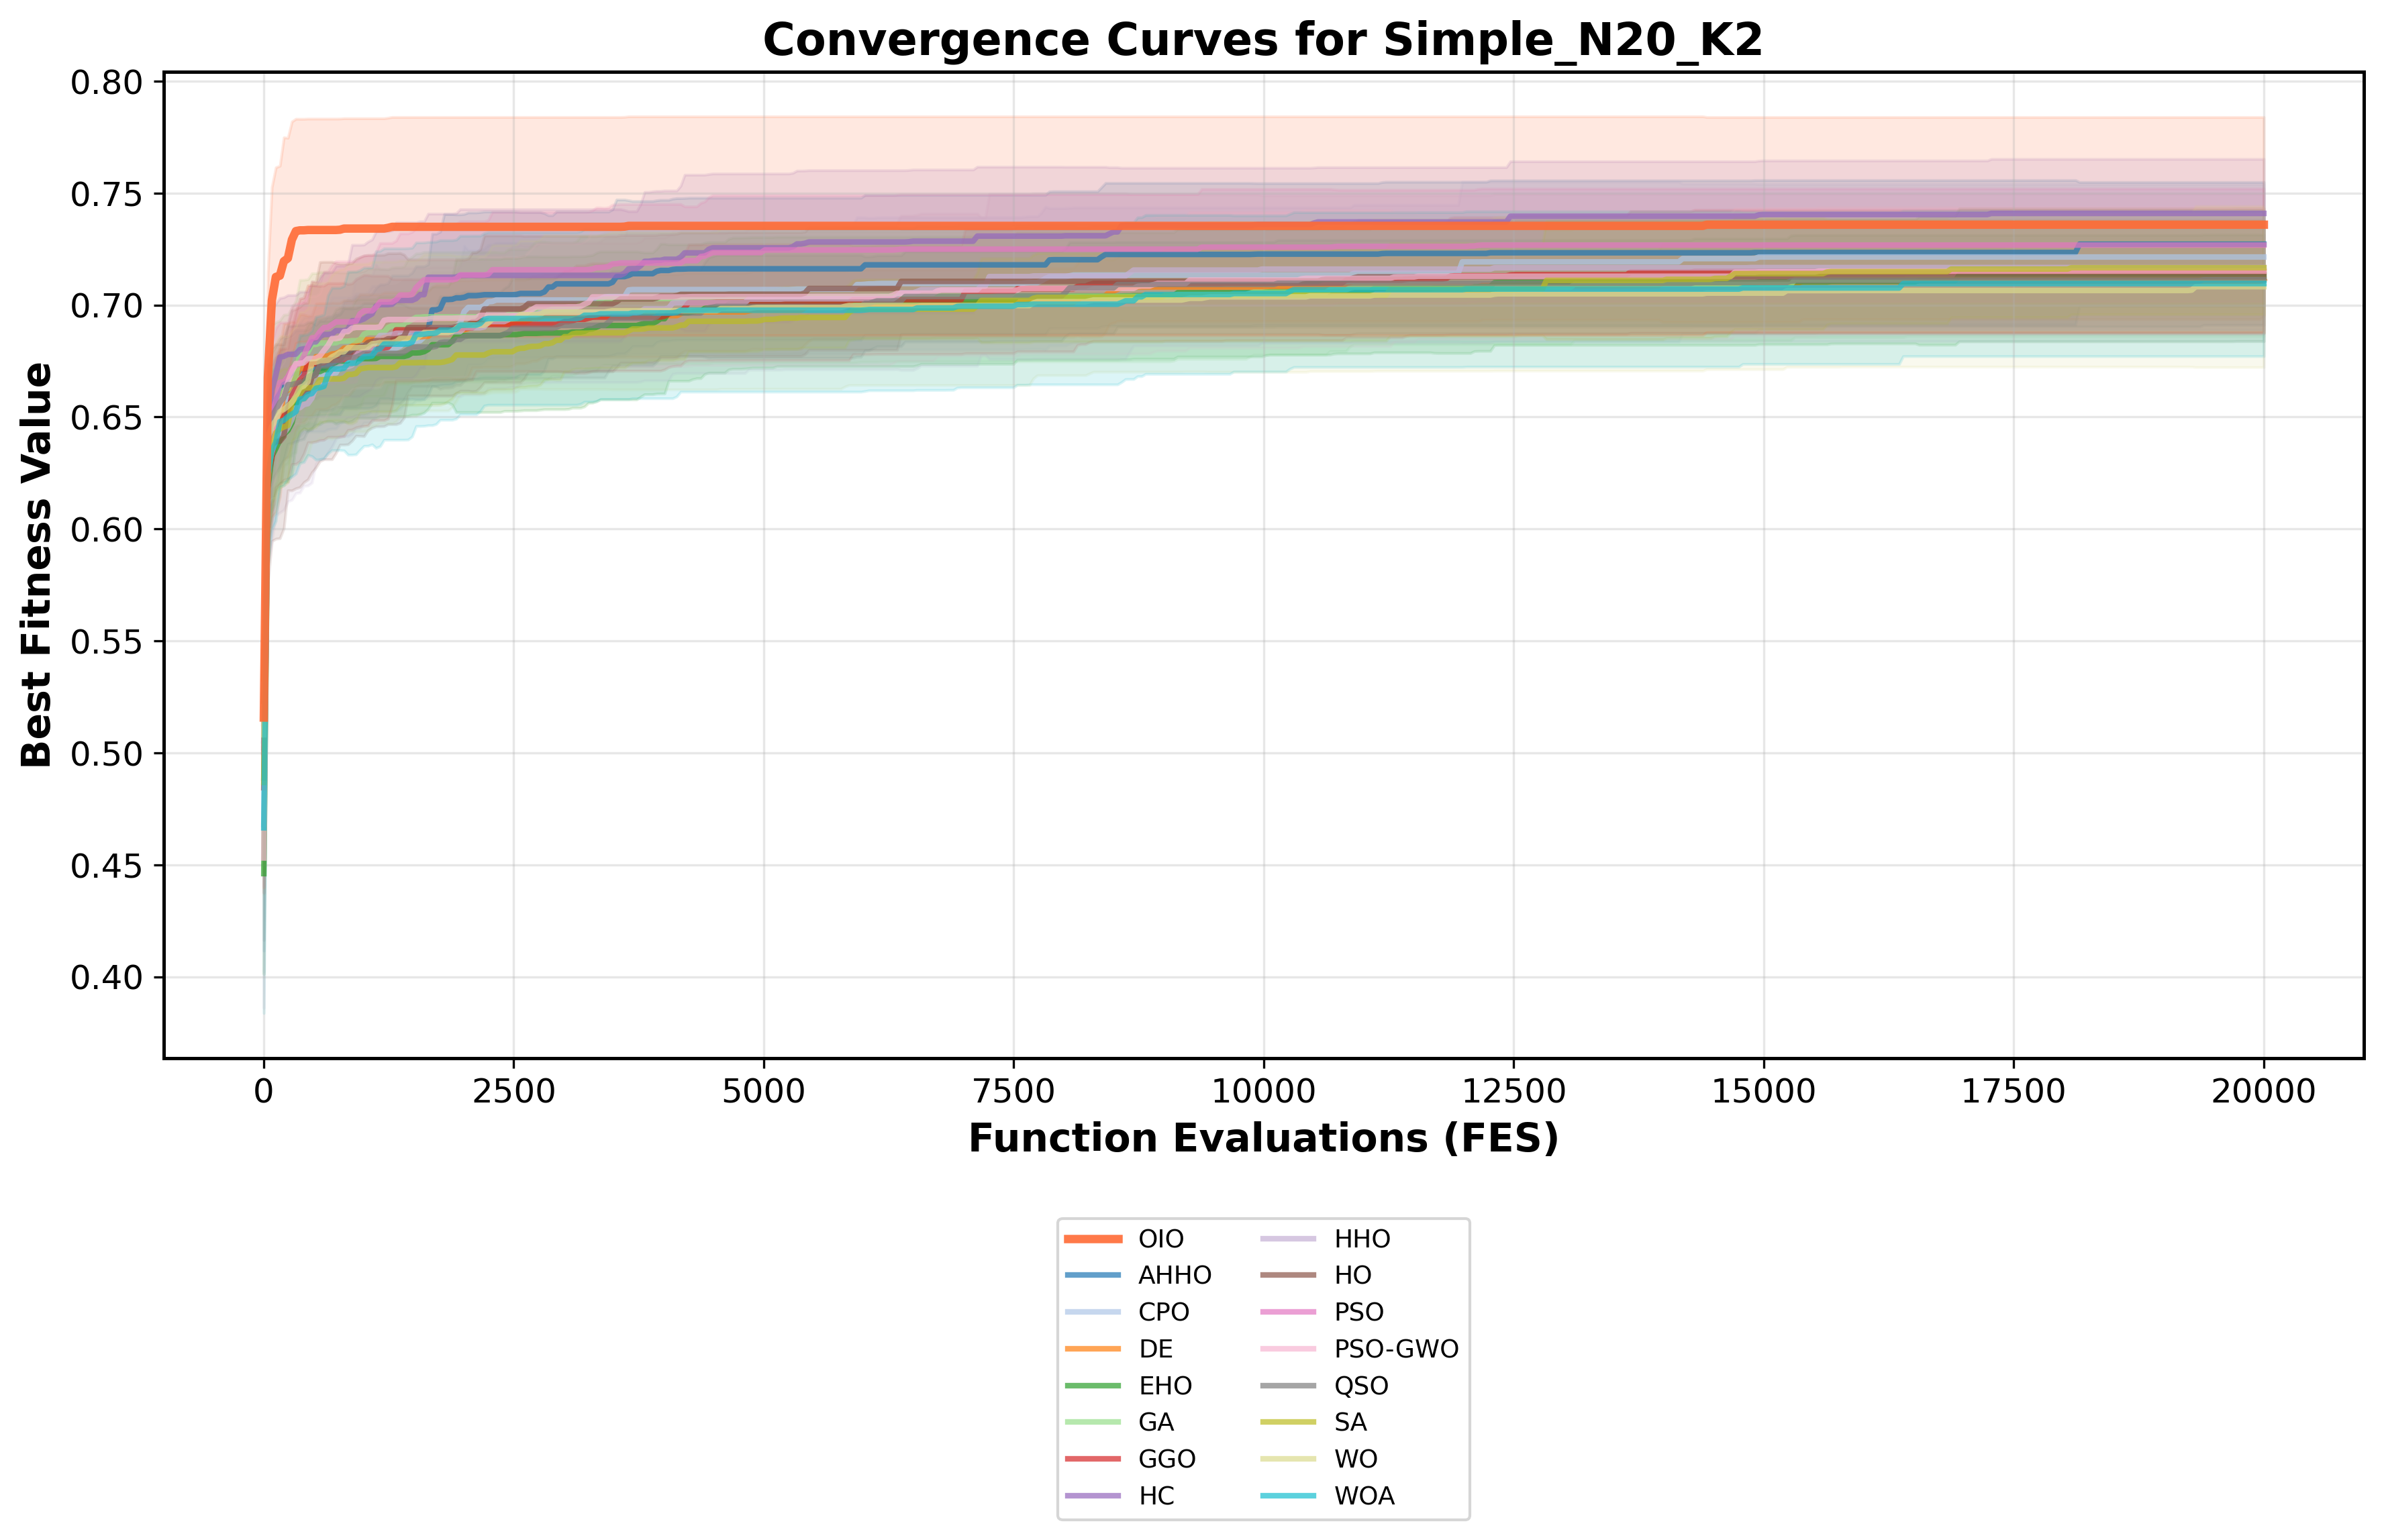 Convergence Curves for Simple_N20_K2
Best Fitness Value
0.80
0.75
0.70
0.65
0.60
0.55
0.50
0.45
0.40
0
2500
5000
7500
10000
12500
15000
17500
20000
Function Evaluations (FES)
OIO
AHHO
CPO
DE
EHO
GA
GGO
HC
HHO
HO
PSO
PSO-GWO
QSO
SA
WO
WOA